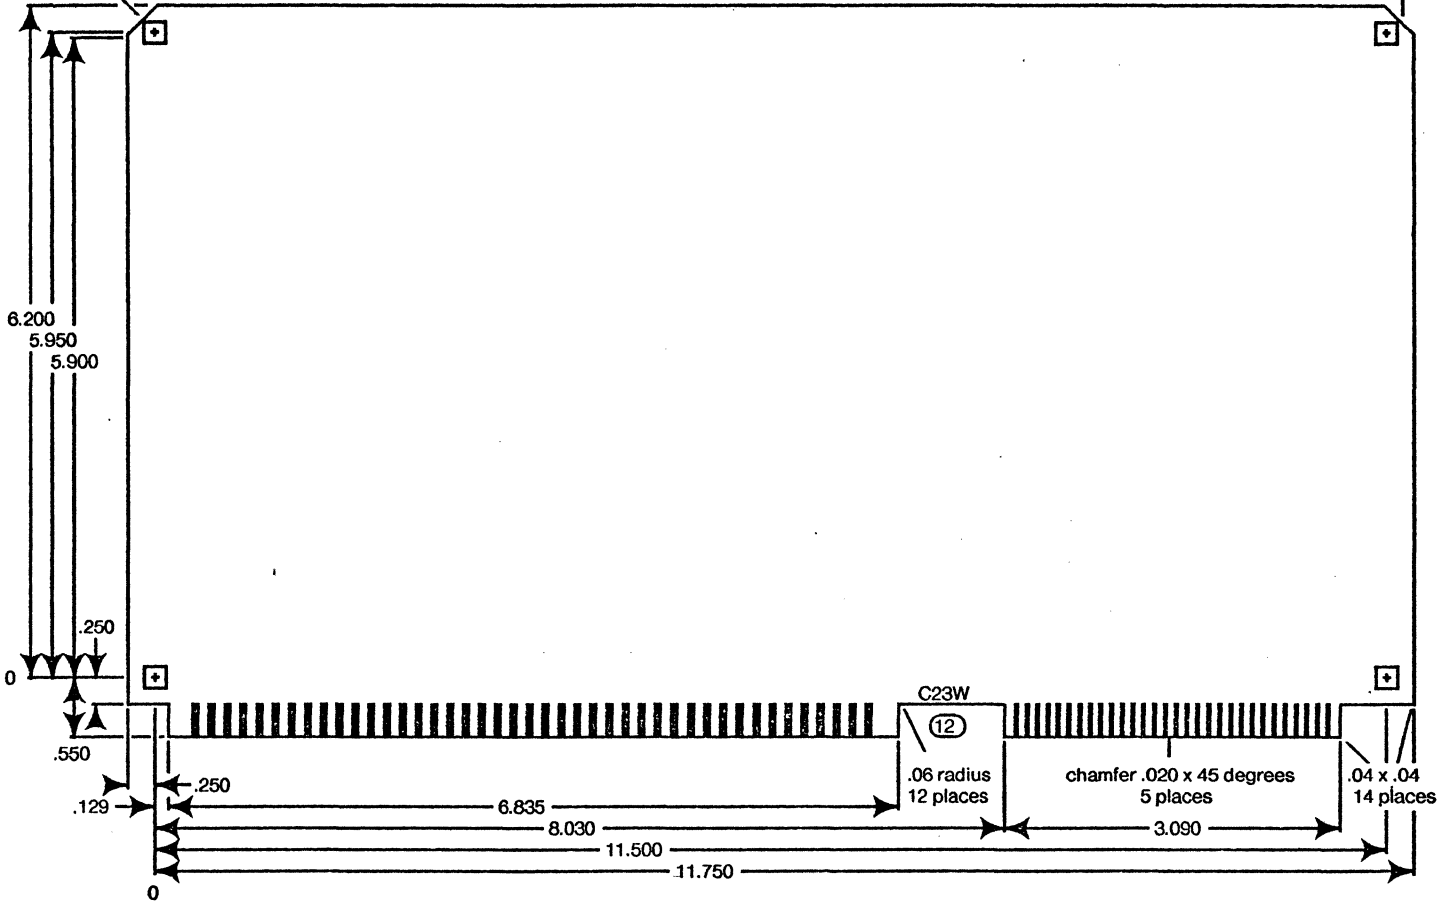 6.200
5.950
5.900
.250
0
C23W
12
.550
.250
.129
6.835
8.030
11.500
11.750
0
.06 radius
12 places
chamfer .020 x 45 degrees
5 places
3.090
.04 x .04
14 places